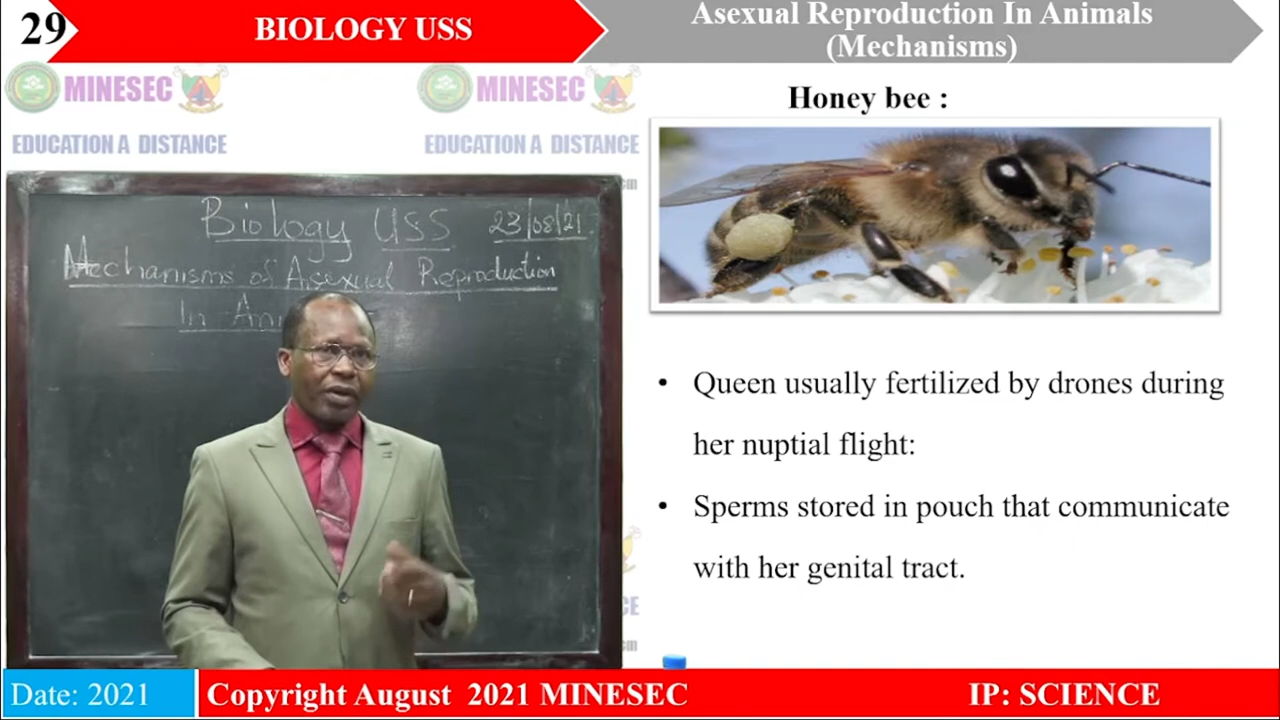 29
BIOLOGY USS
Asexual Reproduction In Animals
(Mechanisms)
MINESEC
MINESEC
EDUCATION A DISTANCE
EDUCATION A DISTANCE
Biology USS 23/08/21
Mechanisms of Asexual Reproduction
In
Honey bee :
• Queen usually fertilized by drones during
her nuptial flight:
• Sperms stored in pouch that communicate
with her genital tract.
Date: 2021
Copyright August 2021 MINESEC
IP: SCIENCE